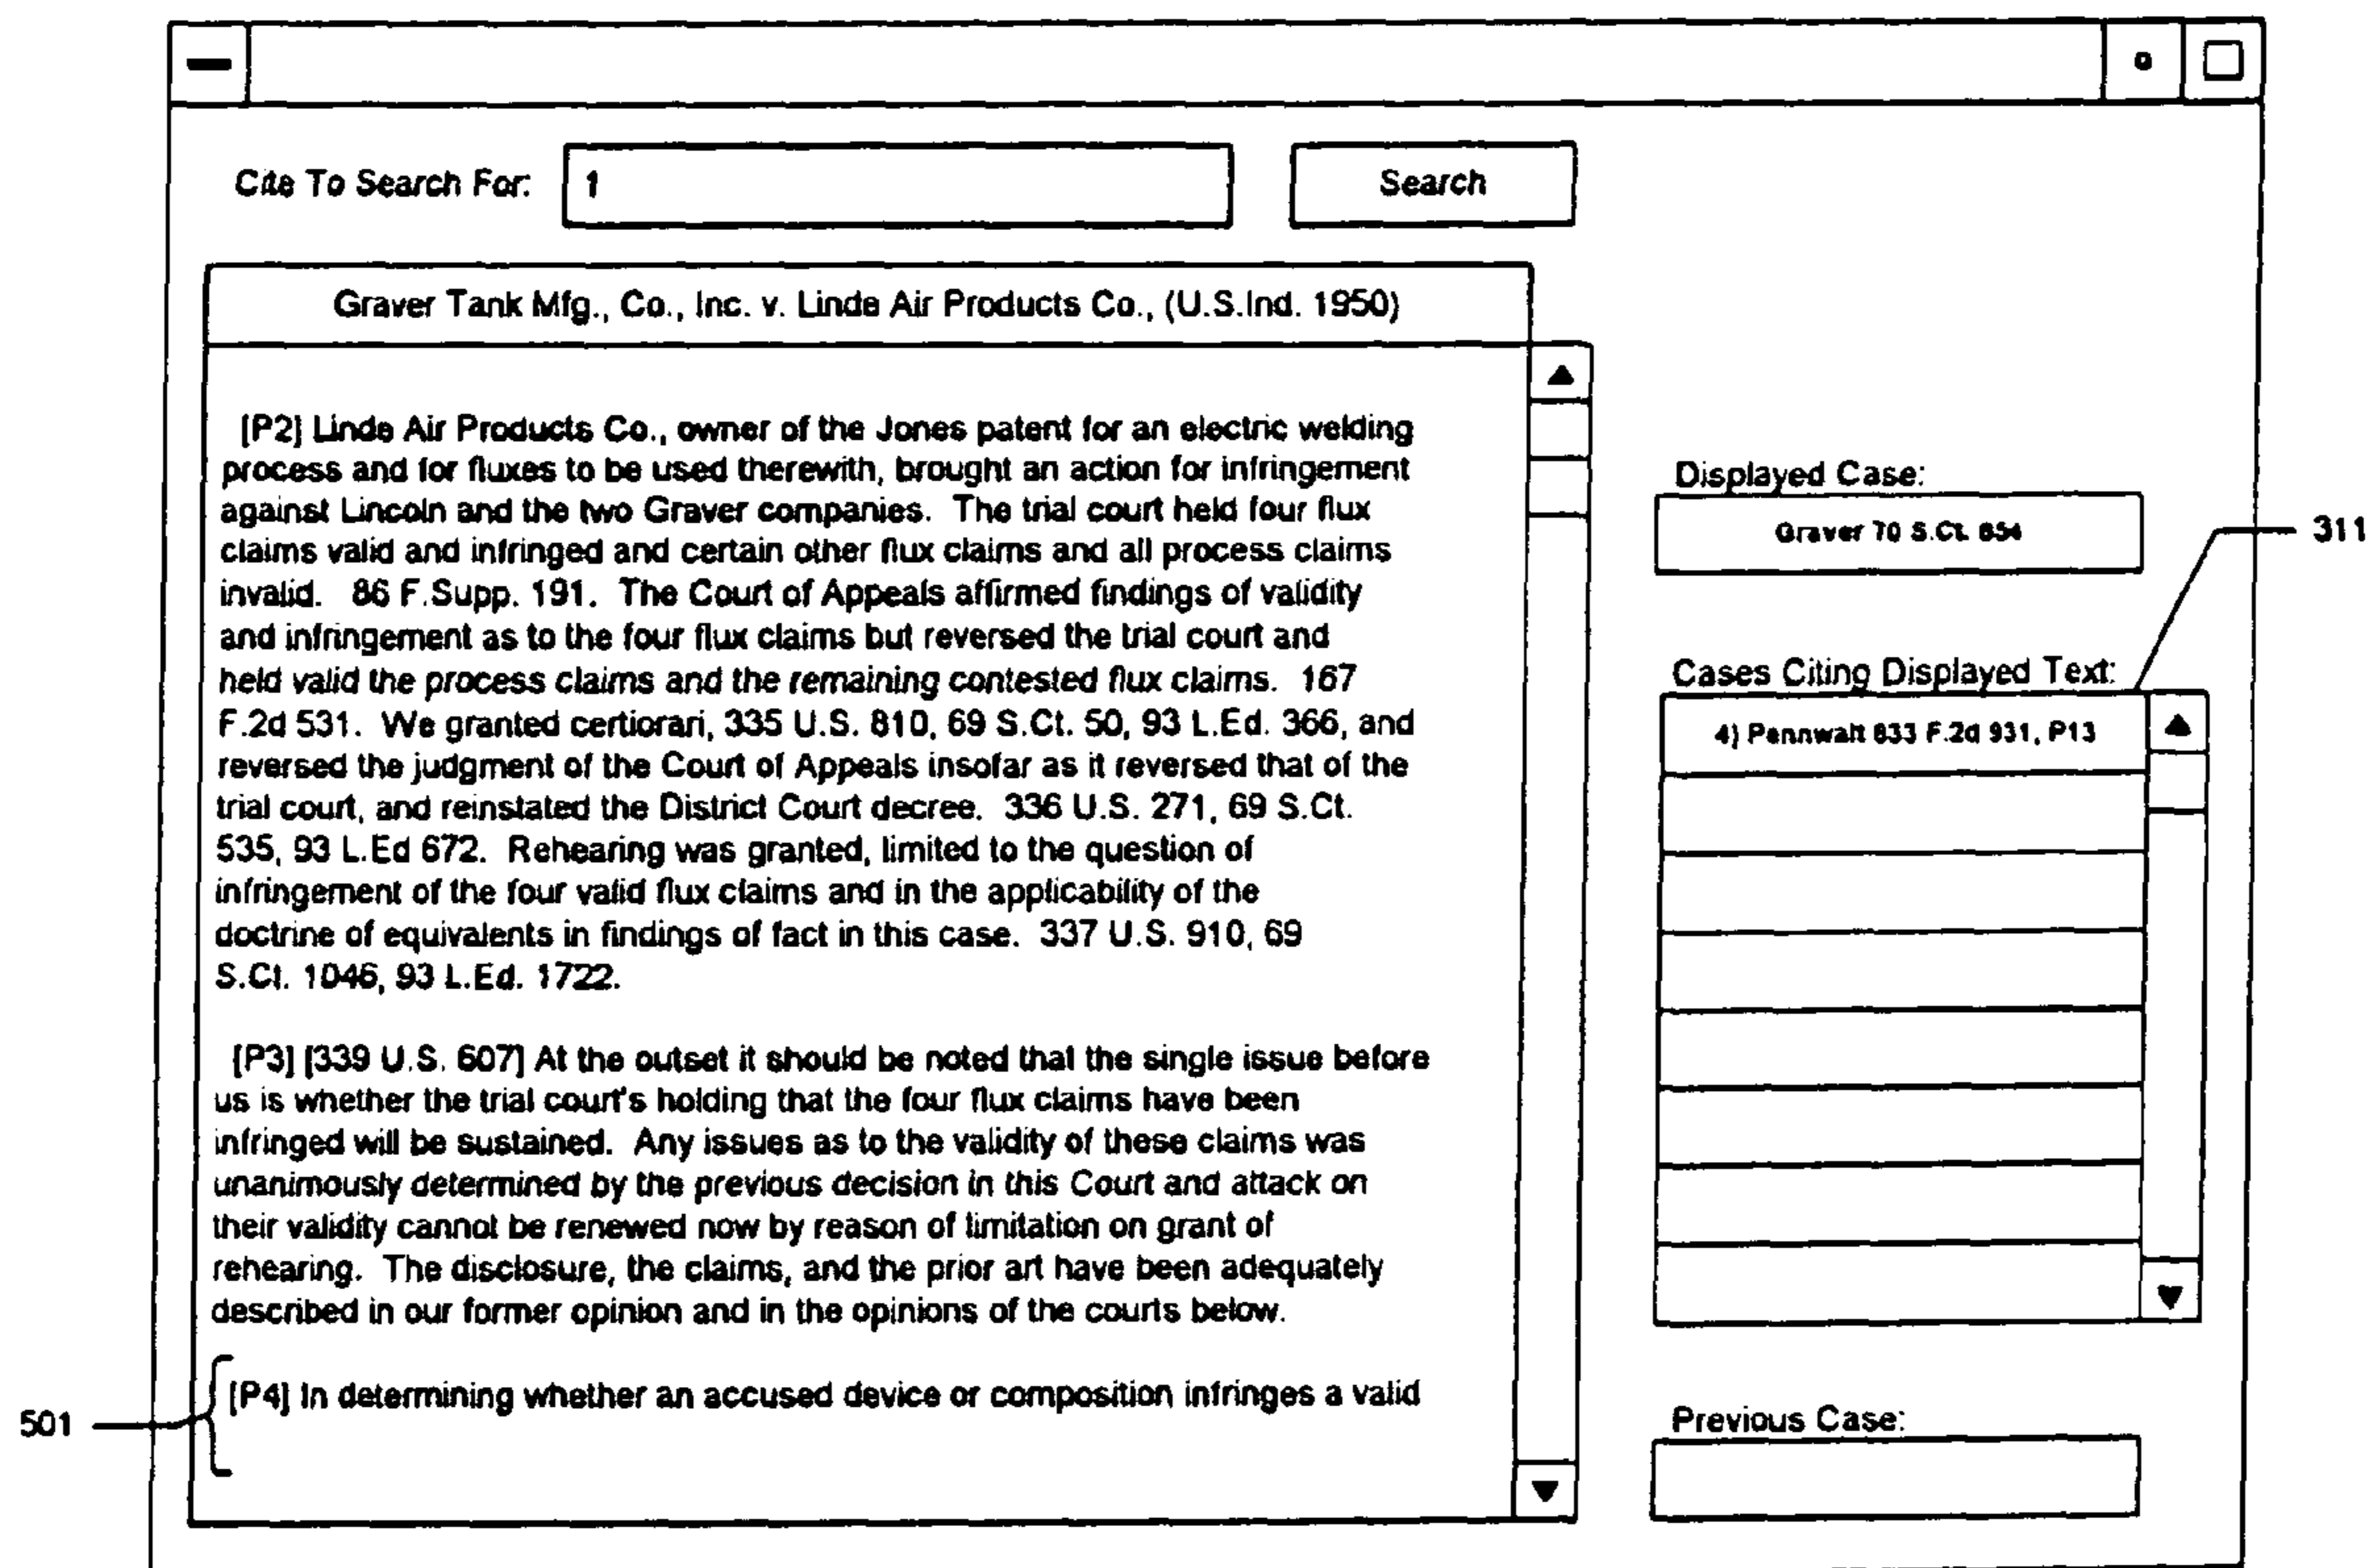 Cite To Search For: 1 Search
Graver Tank Mfg., Co., Inc. v. Linde Air Products Co., (U.S.Ind. 1950)
[P2] Linde Air Products Co., owner of the Jones patent for an electric welding
process and for fluxes to be used therewith, brought an action for infringement
against Lincoln and the two Graver companies. The trial court held four flux
claims valid and infringed and certain other flux claims and all process claims
invalid. 86 F.Supp. 191. The Court of Appeals affirmed findings of validity
and infringement as to the four flux claims but reversed the trial court and
held valid the process claims and the remaining contested flux claims. 167
F.2d 531. We granted certiorari, 335 U.S. 810, 69 S.Ct. 50, 93 L.Ed. 366, and
reversed the judgment of the Court of Appeals insofar as it reversed that of the
trial court, and reinstated the District Court decree. 336 U.S. 271, 69 S.Ct.
535, 93 L.Ed 672. Rehearing was granted, limited to the question of
infringement of the four valid flux claims and in the applicability of the
doctrine of equivalents in findings of fact in this case. 337 U.S. 910, 69
S.Ct. 1046, 93 L.Ed. 1722.
[P3] [339 U.S. 607] At the outset it should be noted that the single issue before
us is whether the trial court's holding that the four flux claims have been
infringed will be sustained. Any issues as to the validity of these claims was
unanimously determined by the previous decision in this Court and attack on
their validity cannot be renewed now by reason of limitation on grant of
rehearing. The disclosure, the claims, and the prior art have been adequately
described in our former opinion and in the opinions of the courts below.
501
[P4] In determining whether an accused device or composition infringes a valid
Displayed Case:
Graver 70 S.Ct. 854
311
Cases Citing Displayed Text:
4) Pennwalt 833 F.2d 931, P13
Previous Case: